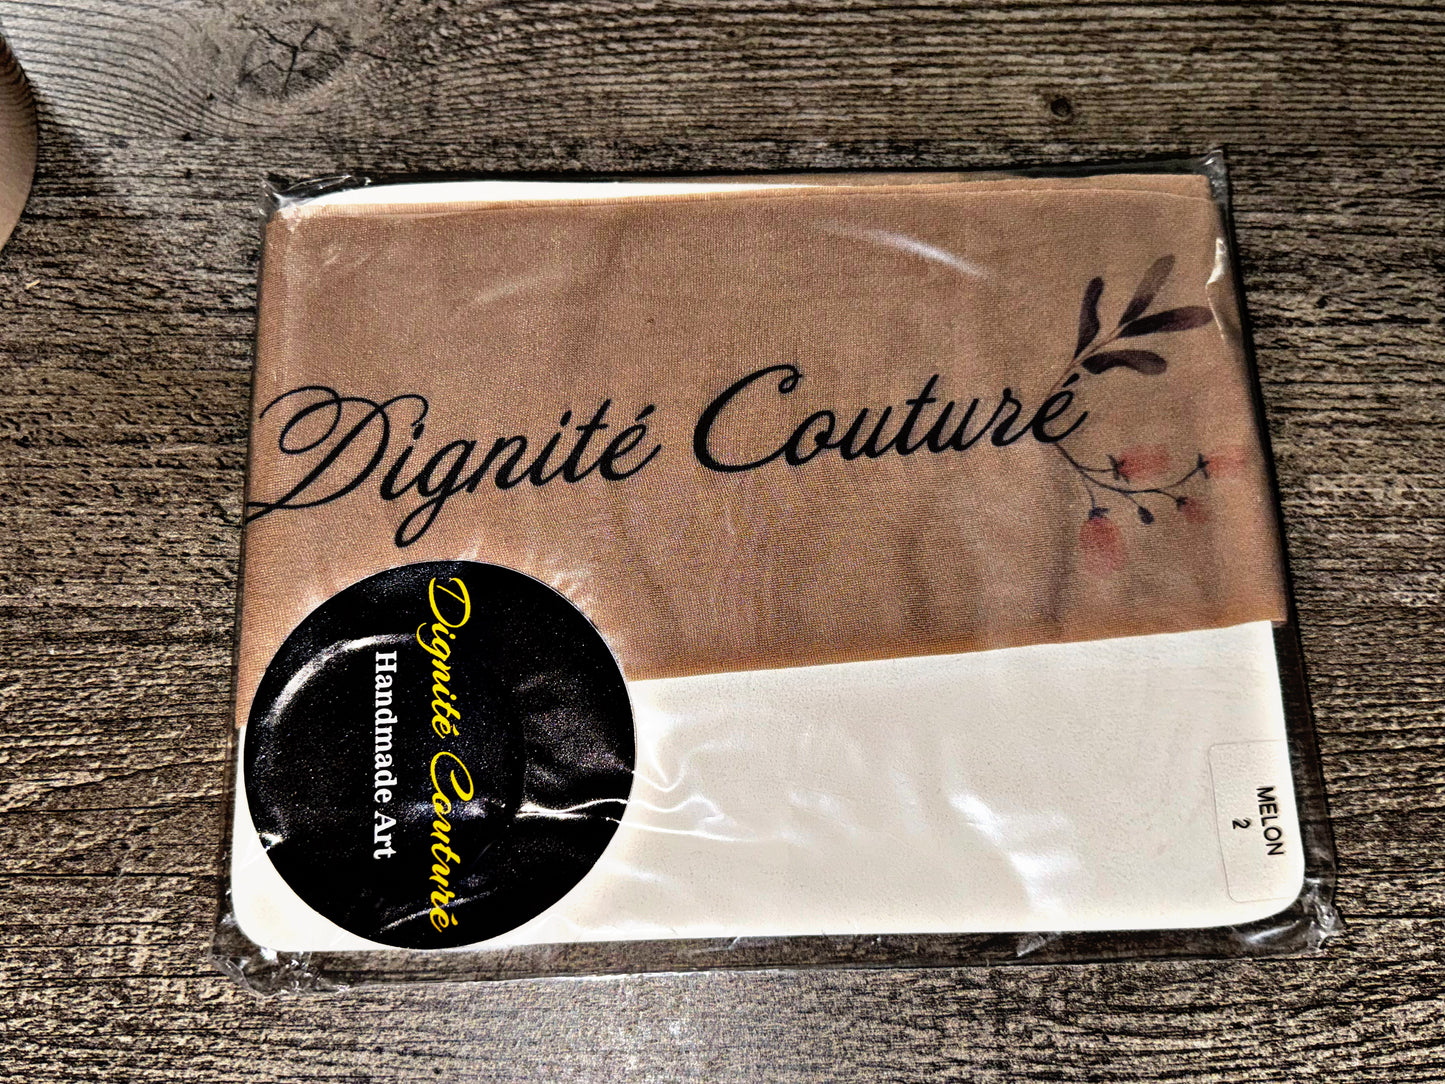 Dignité Couturé
Dignité Couturé
Handmade Art
MELON
2